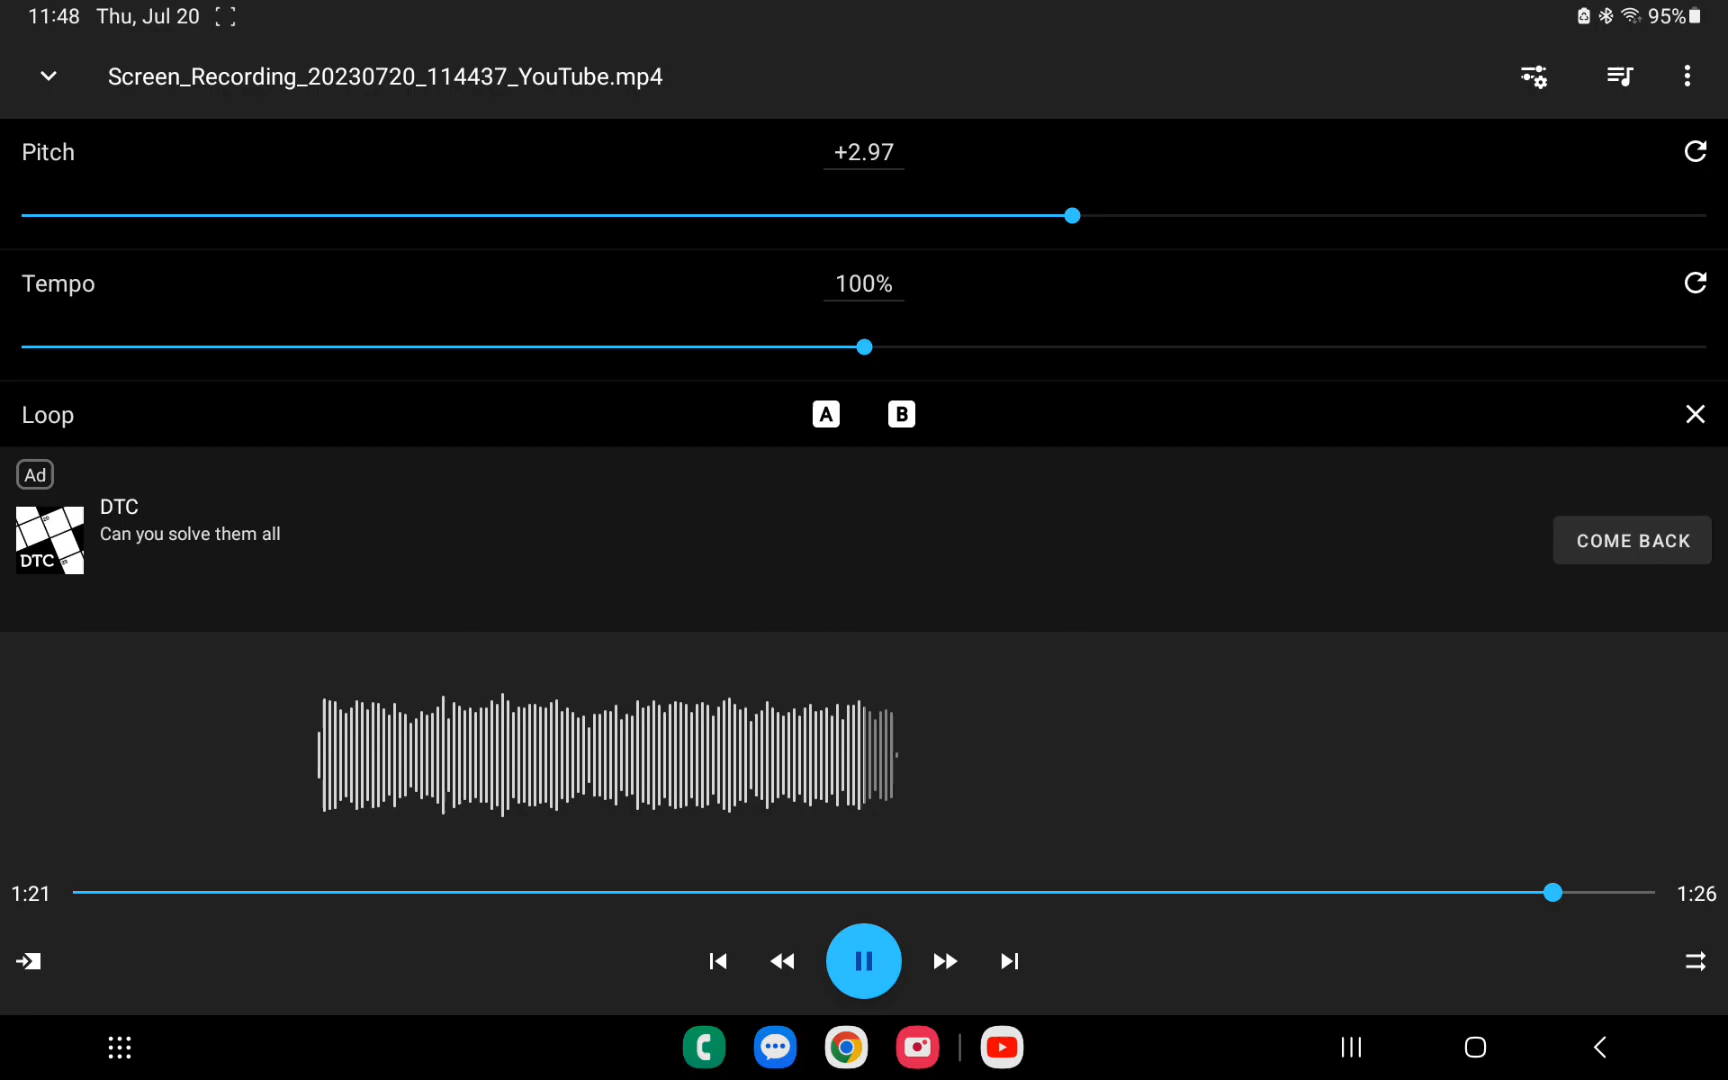 11:48 Thu, Jul 20 95%
Screen_Recording_20230720_114437_YouTube.mp4
Pitch +2.97
Tempo 100%
Loop A B
Ad
DTC
Can you solve them all
DTC
COME BACK
1:21 1:26